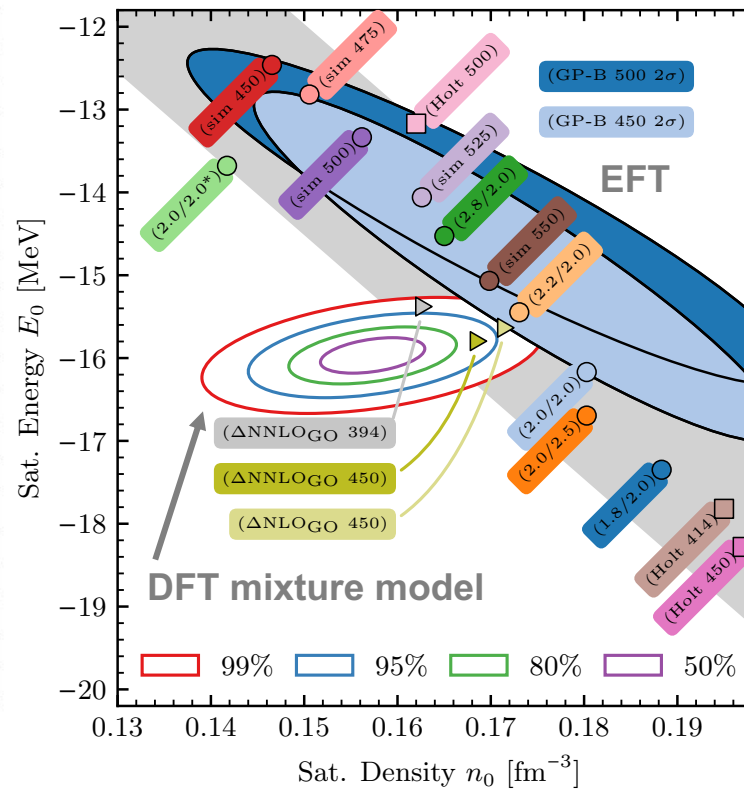 −12
−13
−14
−15
−16
−17
−18
−19
−20
Sat. Energy E₀ [MeV]
(sim 450)
(sim 475)
(Holt 500)
(GP-B 500 2σ)
(GP-B 450 2σ)
EFT
(2.0/2.0*)
(sim 500)
(sim 525)
(2.8/2.0)
(sim 550)
(2.2/2.0)
(2.0/2.0)
(2.0/2.5)
(1.8/2.0)
(Holt 414)
(Holt 450)
(ΔNNLO_GO 394)
(ΔNNLO_GO 450)
(ΔNLO_GO 450)
DFT mixture model
99% 95% 80% 50%
0.13 0.14 0.15 0.16 0.17 0.18 0.19
Sat. Density n₀ [fm⁻³]